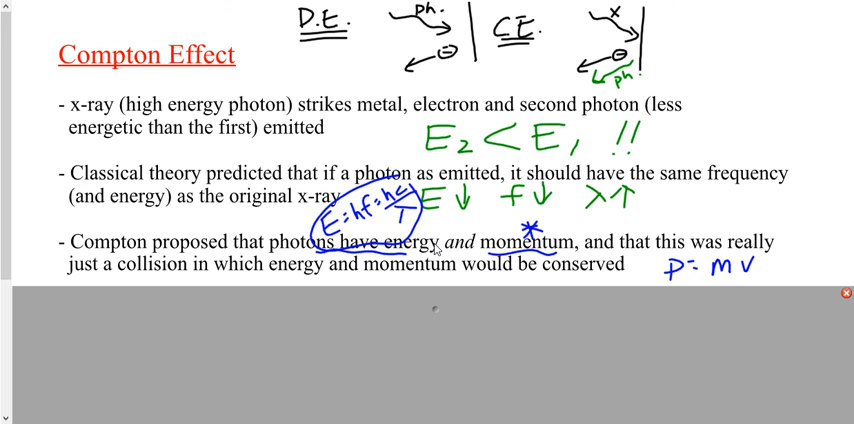 P.E. ph. C.E. x
ph.
Compton Effect
- x-ray (high energy photon) strikes metal, electron and second photon (less
energetic than the first) emitted
E₂ < E₁ !!
- Classical theory predicted that if a photon as emitted, it should have the same frequency
(and energy) as the original x-ray
E ↓ f ↓ λ ↑
E = hf = hc/λ
*
- Compton proposed that photons have energy and momentum, and that this was really
just a collision in which energy and momentum would be conserved
p = mv